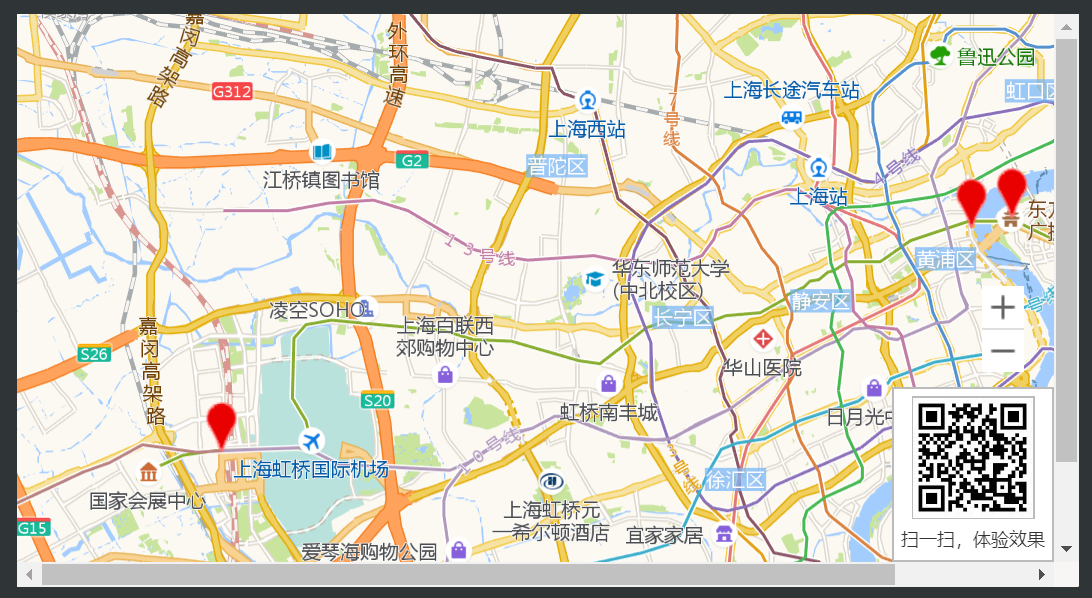 嘉闵高架路
外环高速
G312
鲁迅公园
虹口区
上海长途汽车站
上海西站
号线
G2
普陀区
4号线
江桥镇图书馆
上海站
13号线
黄浦区
华东师范大学
(中北校区)
静安区
凌空SOHO
长宁区
上海百联西
郊购物中心
嘉闵高架路
S26
华山医院
S20
虹桥南丰城
日月光中
10号线
上海虹桥国际机场
徐汇区
国家会展中心
上海虹桥元
一希尔顿酒店
G15
宜家家居
爱琴海购物公园
扫一扫，体验效果